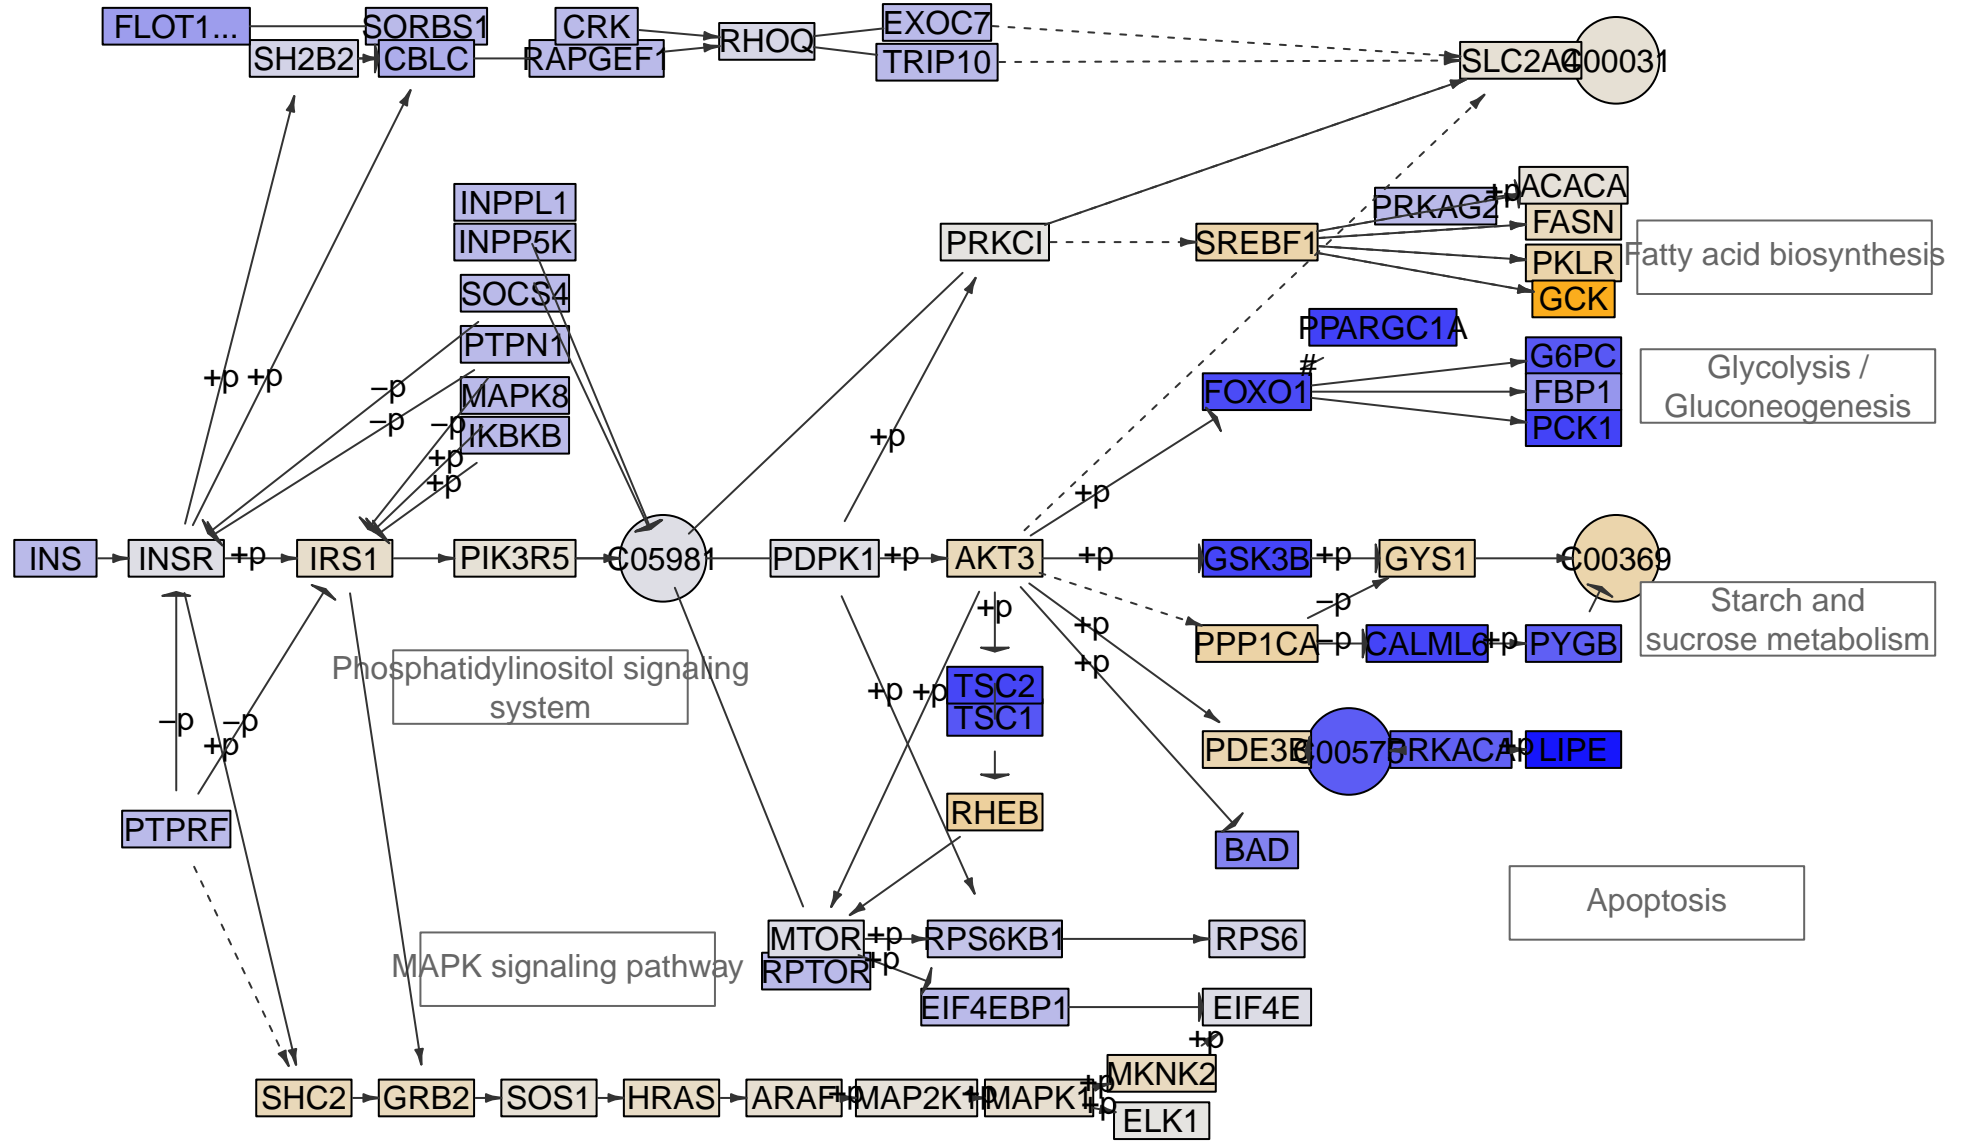 FLOT1...
SORBS1
CRK
RHOQ
EXOC7
SH2B2
CBLC
RAPGEF1
TRIP10
SLC2A4
C00031
INPPL1
INPP5K
SOCS4
PTPN1
MAPK8
IKBKB
PRKCI
SREBF1
PRKAG2
+p
ACACA
FASN
PKLR
GCK
Fatty acid biosynthesis
PPARGC1A
#
FOXO1
G6PC
FBP1
PCK1
Glycolysis /
Gluconeogenesis
+p
+p
–p
–p
–p
+p
+p
+p
+p
INS
INSR
+p
IRS1
PIK3R5
C05981
PDPK1
+p
AKT3
+p
GSK3B
+p
GYS1
C00369
+p
+p
+p
–p
PPP1CA
–p
CALML6
+p
PYGB
Starch and
sucrose metabolism
Phosphatidylinositol signaling
system
–p
–p
+p
+p
+p
TSC2
TSC1
PDE3B
C00575
PRKACA
+p
LIPE
RHEB
PTPRF
BAD
Apoptosis
MTOR
+p
RPS6KB1
RPS6
RPTOR
+p
MAPK signaling pathway
EIF4EBP1
EIF4E
+p
SHC2
GRB2
SOS1
HRAS
ARAF
+p
MAP2K1
+p
MAPK1
+p
MKNK2
+p
ELK1